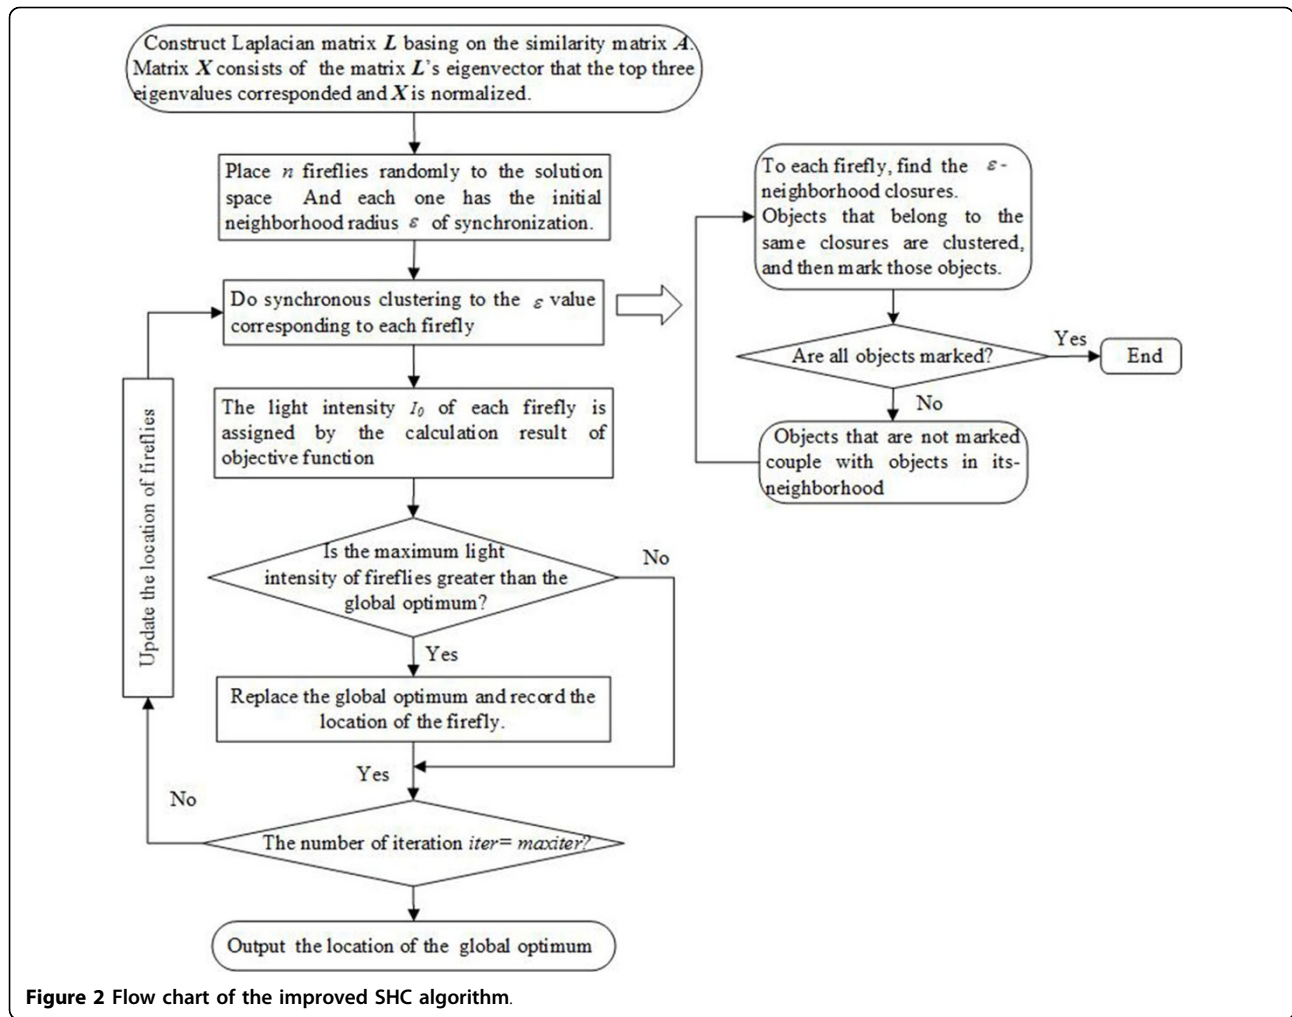 Construct Laplacian matrix L basing on the similarity matrix A.
Matrix X consists of the matrix L's eigenvector that the top three
eigenvalues corresponded and X is normalized.
Place n fireflies randomly to the solution
space And each one has the initial
neighborhood radius ε of synchronization.
Do synchronous clustering to the ε value
corresponding to each firefly
The light intensity I0 of each firefly is
assigned by the calculation result of
objective function
Is the maximum light
intensity of fireflies greater than the
global optimum?
No
Yes
Replace the global optimum and record the
location of the firefly.
Yes
The number of iteration iter= maxiter?
No
Update the location of fireflies
Output the location of the global optimum
To each firefly, find the ε-
neighborhood closures.
Objects that belong to the
same closures are clustered,
and then mark those objects.
Are all objects marked?
Yes
End
No
Objects that are not marked
couple with objects in its-
neighborhood
Figure 2 Flow chart of the improved SHC algorithm.